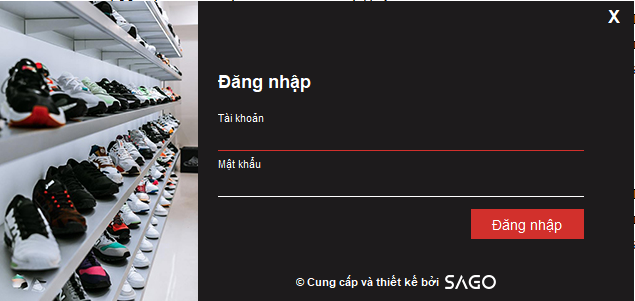 X
Đăng nhập
Tài khoản
Mật khẩu
Đăng nhập
© Cung cấp và thiết kế bởi SAGO